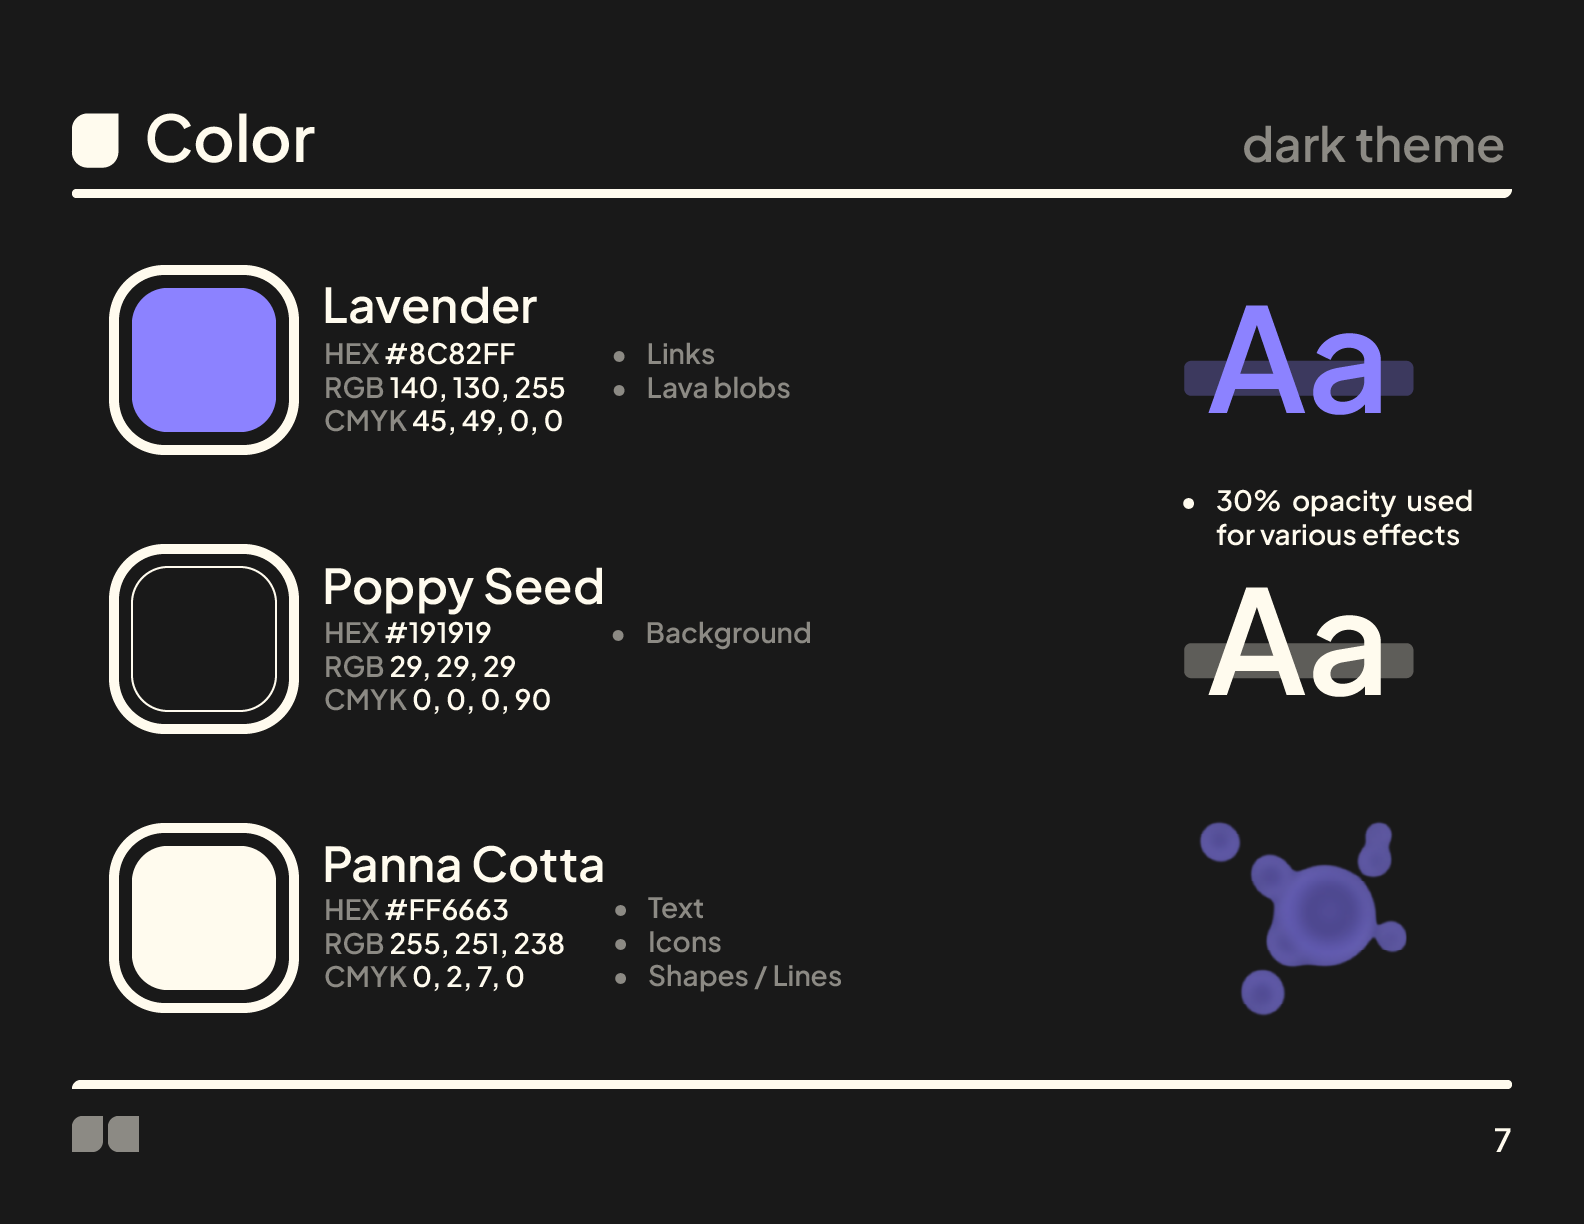 Color
dark theme
Lavender
HEX #8C82FF
RGB 140, 130, 255
CMYK 45, 49, 0, 0
• Links
• Lava blobs
Aa
• 30% opacity used
for various effects
Poppy Seed
HEX #191919
RGB 29, 29, 29
CMYK 0, 0, 0, 90
• Background
Aa
Panna Cotta
HEX #FF6663
RGB 255, 251, 238
CMYK 0, 2, 7, 0
• Text
• Icons
• Shapes / Lines
7